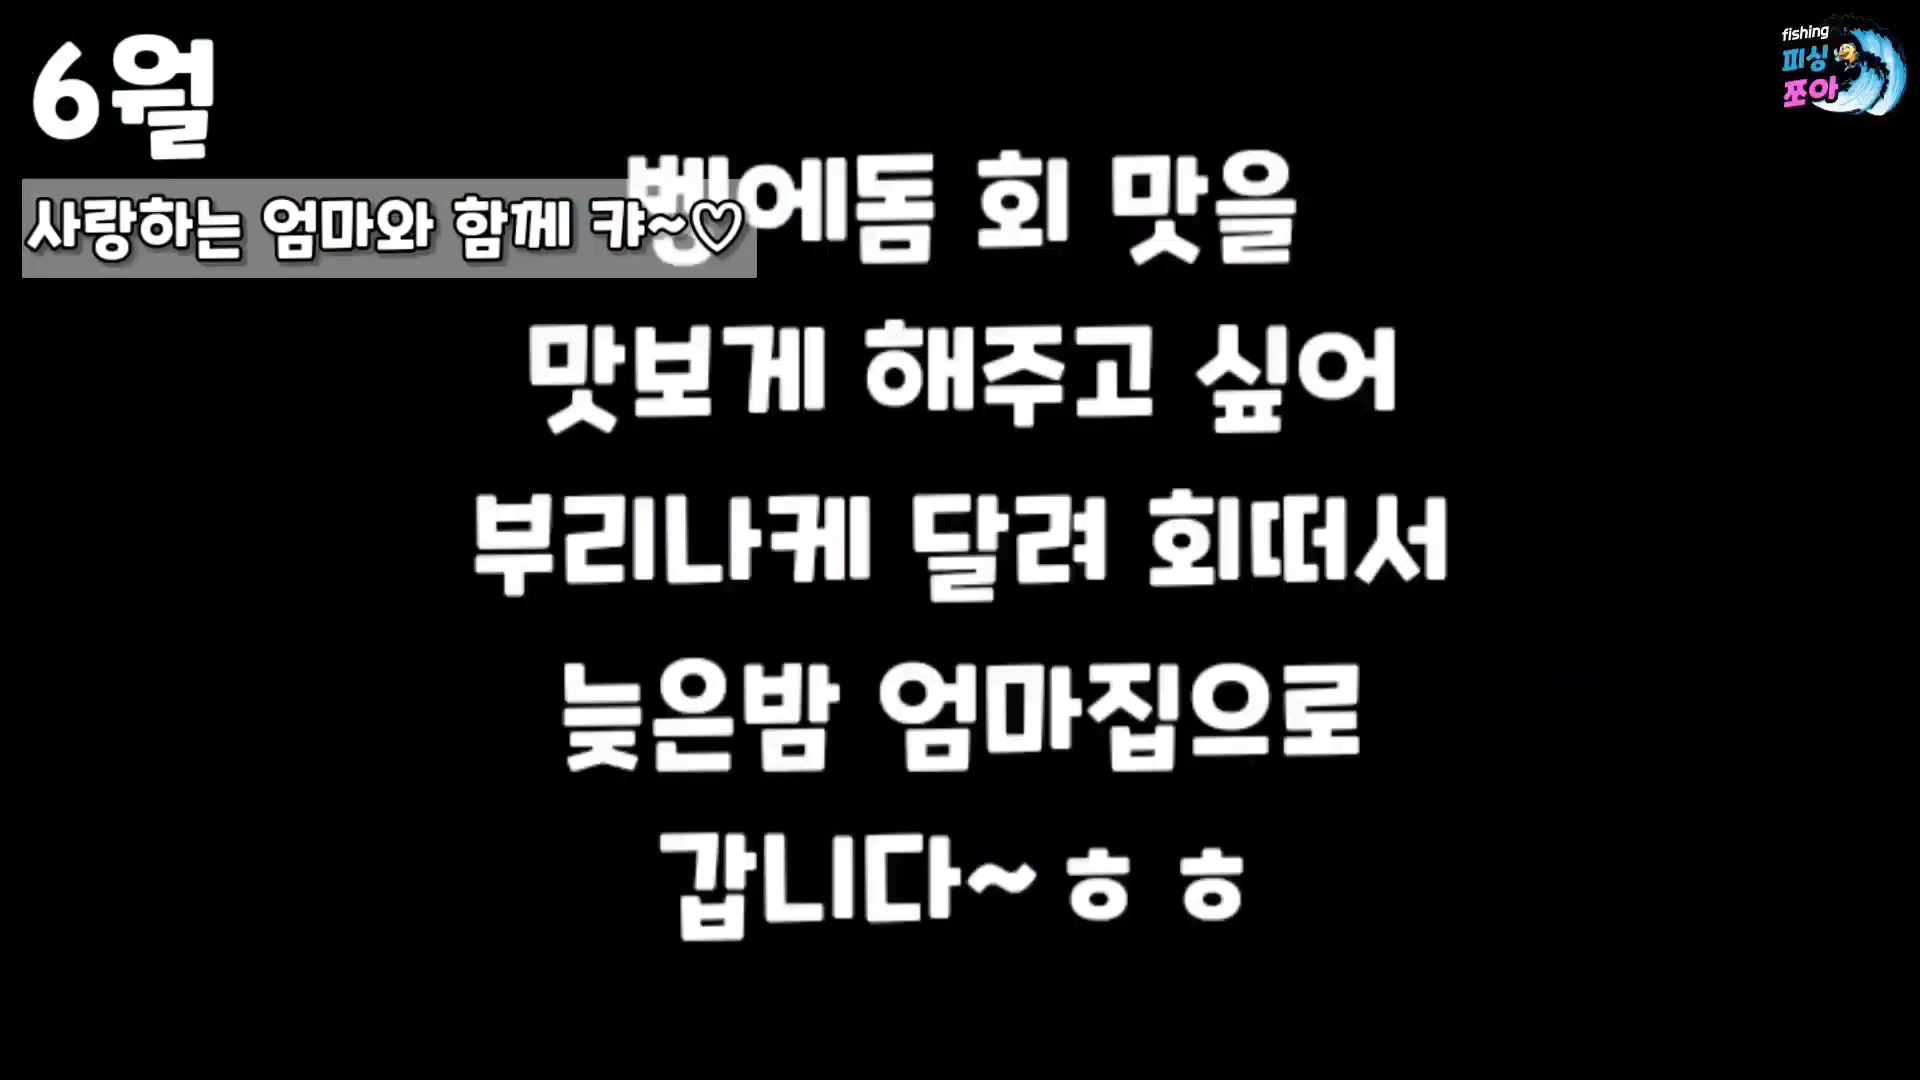 6월
사랑하는 엄마와 함께 캬~♡
벵에돔 회 맛을
맛보게 해주고 싶어
부리나케 달려 회떠서
늦은밤 엄마집으로
갑니다~ㅎㅎ
fishing
피싱
쪼아